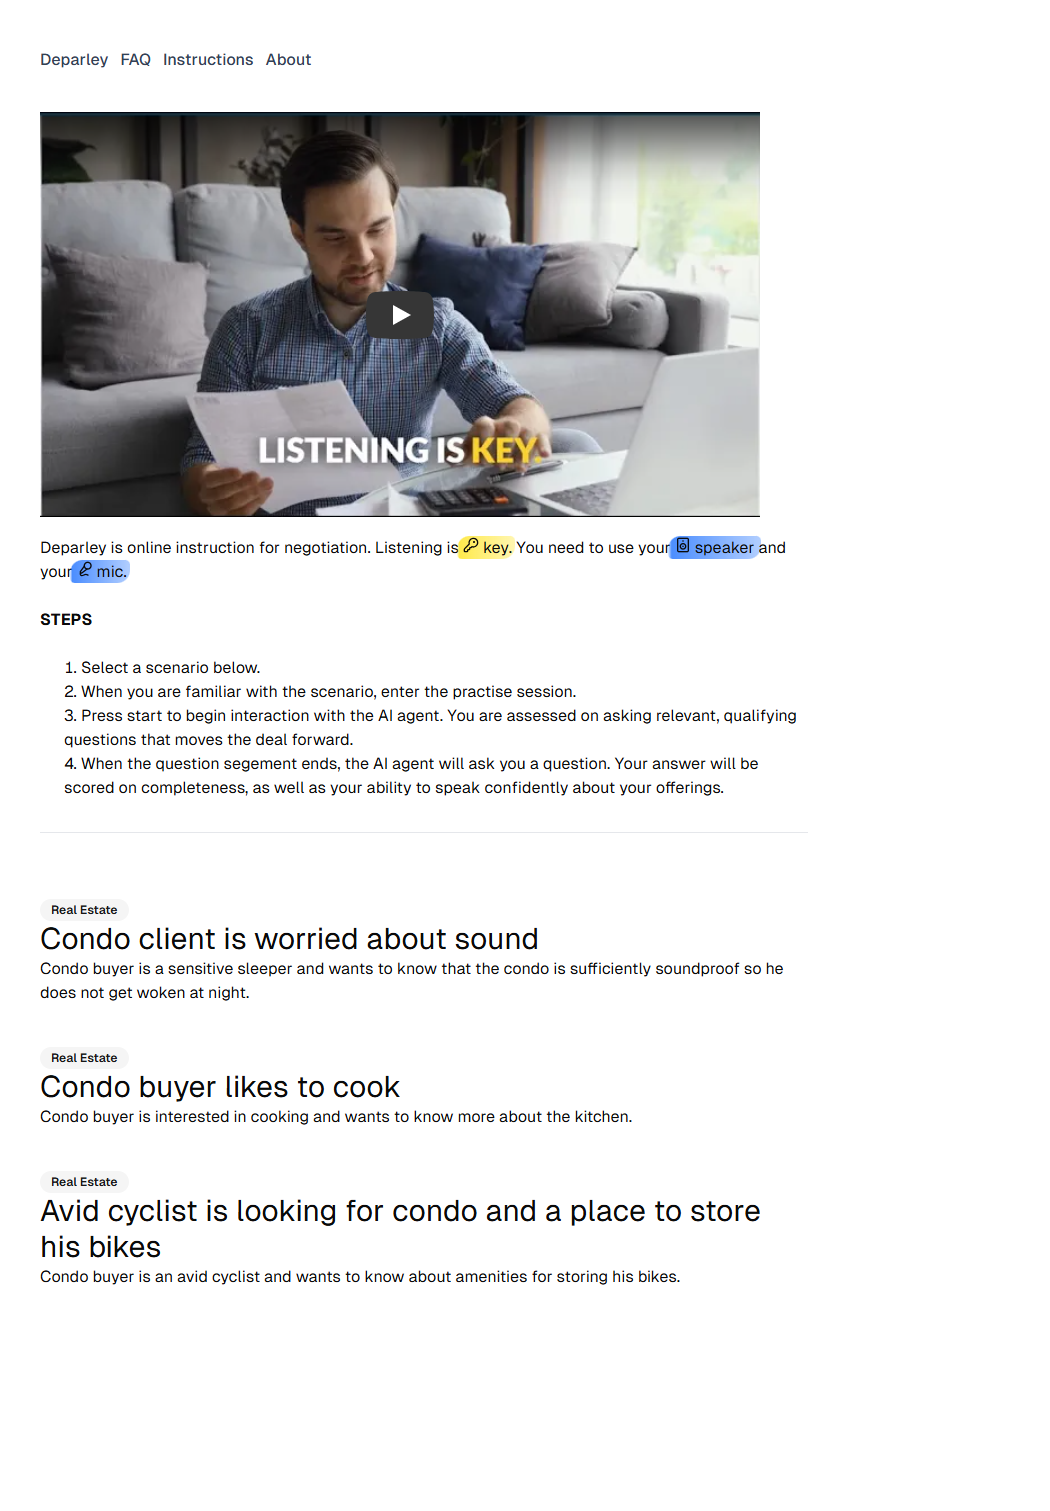 Deparley FAQ Instructions About
LISTENING IS KEY.
Deparley is online instruction for negotiation. Listening is key. You need to use your speaker and
your mic.
STEPS
1. Select a scenario below.
2. When you are familiar with the scenario, enter the practise session.
3. Press start to begin interaction with the AI agent. You are assessed on asking relevant, qualifying
questions that moves the deal forward.
4. When the question segement ends, the AI agent will ask you a question. Your answer will be
scored on completeness, as well as your ability to speak confidently about your offerings.
Real Estate
Condo client is worried about sound
Condo buyer is a sensitive sleeper and wants to know that the condo is sufficiently soundproof so he
does not get woken at night.
Real Estate
Condo buyer likes to cook
Condo buyer is interested in cooking and wants to know more about the kitchen.
Real Estate
Avid cyclist is looking for condo and a place to store
his bikes
Condo buyer is an avid cyclist and wants to know about amenities for storing his bikes.